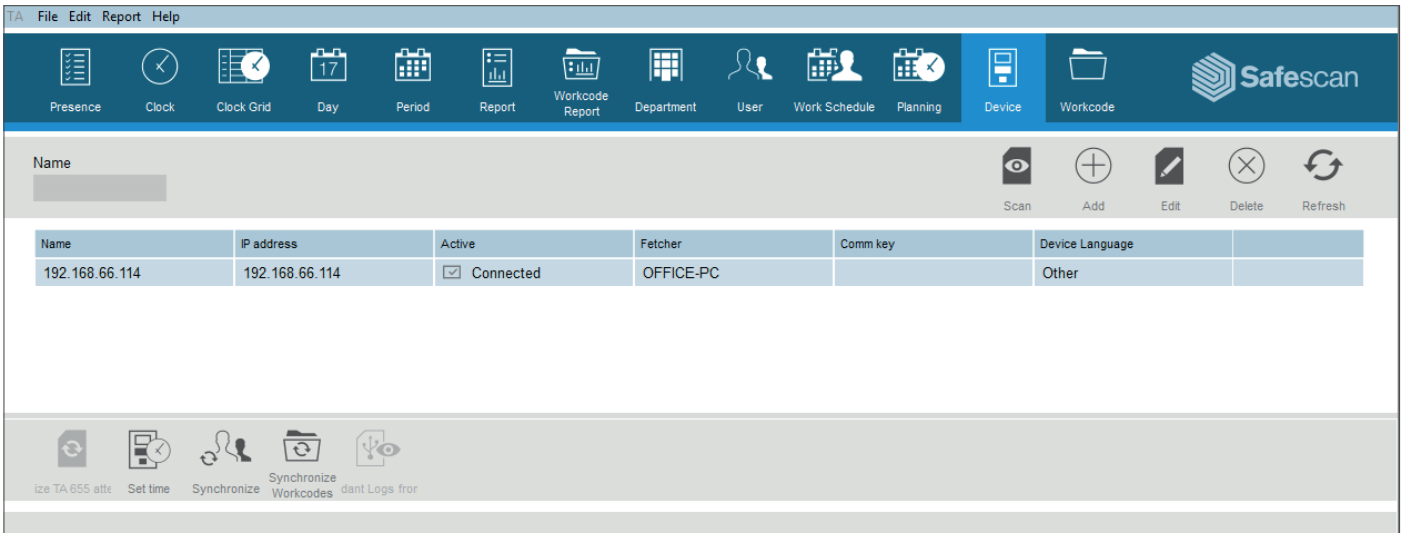 TA File Edit Report Help
Presence Clock Clock Grid 17 Day Period Report Workcode Report Department User Work Schedule Planning Device Workcode Safescan
Name
Scan Add Edit Delete Refresh
Name IP address Active Fetcher Comm key Device Language
192.168.66.114 192.168.66.114 Connected OFFICE-PC Other
ize TA 655 atte Set time Synchronize Synchronize Workcodes dant Logs fror